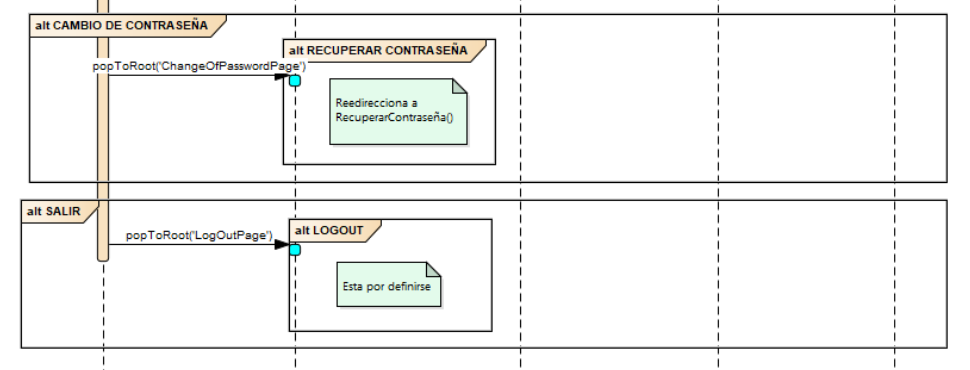 alt CAMBIO DE CONTRASEÑA
alt RECUPERAR CONTRASEÑA
popToRoot('ChangeOfPasswordPage')
Reedirecciona a
RecuperarContraseña()
alt SALIR
alt LOGOUT
popToRoot('LogOutPage')
Esta por definirse